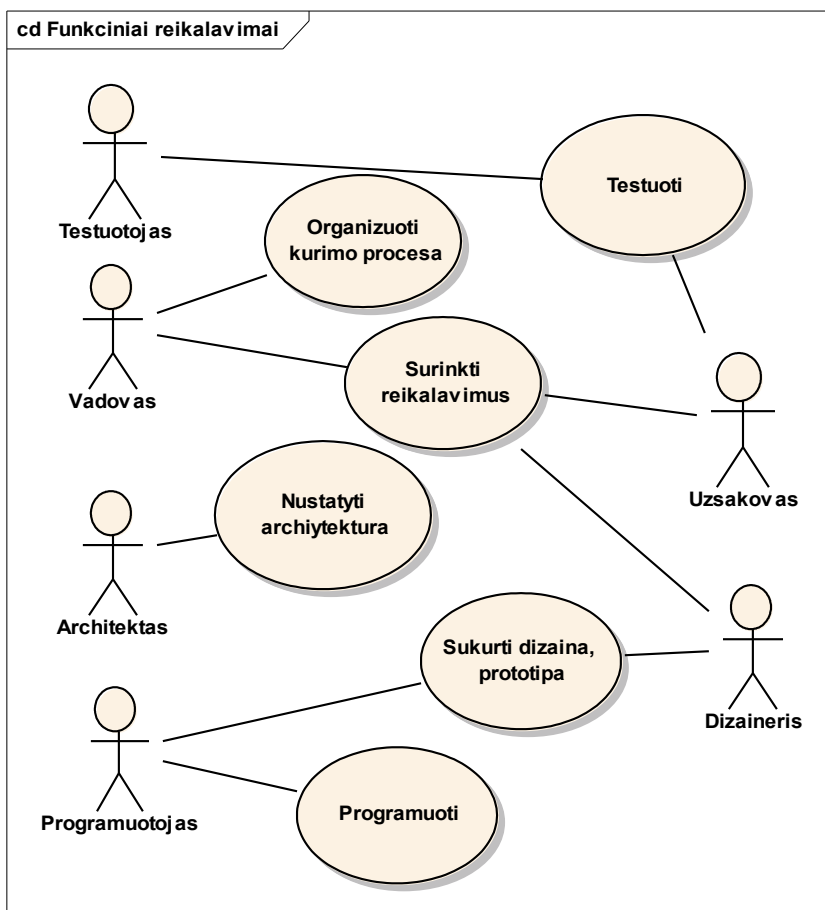 cd Funkciniai reikalavimai
Testuotojas
Testuoti
Organizuoti
kurimo procesa
Vadovas
Surinkti
reikalavimus
Uzsakovas
Nustatyti
archiytektura
Architektas
Sukurti dizaina,
prototipa
Dizaineris
Programuotojas
Programuoti